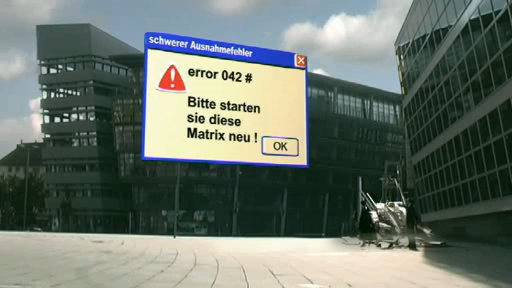 schwerer Ausnahmefehler
error 042 #
Bitte starten
sie diese
Matrix neu !
OK